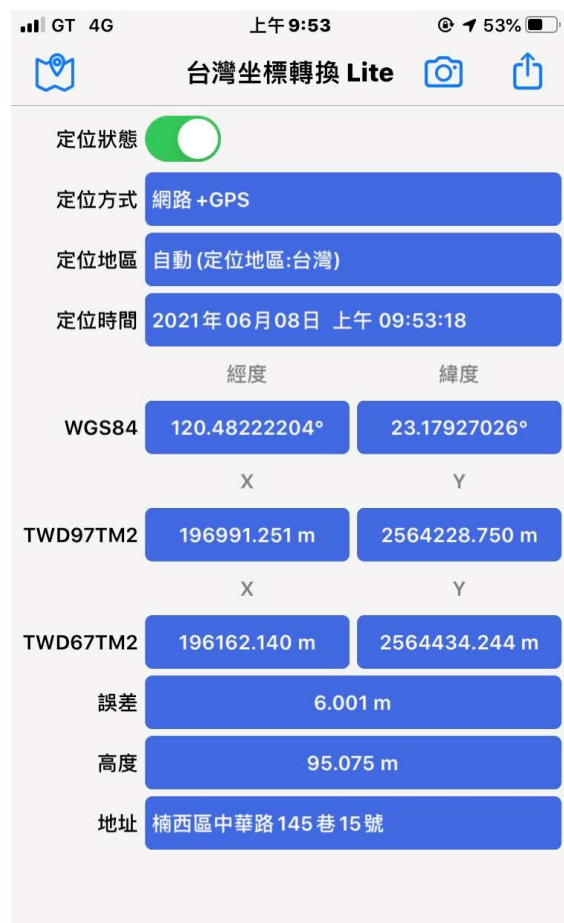 GT 4G 上午9:53 53%
台灣坐標轉換 Lite
定位狀態
定位方式 網路+GPS
定位地區 自動(定位地區:台灣)
定位時間 2021年06月08日 上午 09:53:18
經度 緯度
WGS84 120.48222204° 23.17927026°
X Y
TWD97TM2 196991.251 m 2564228.750 m
X Y
TWD67TM2 196162.140 m 2564434.244 m
誤差 6.001 m
高度 95.075 m
地址 楠西區中華路145巷15號